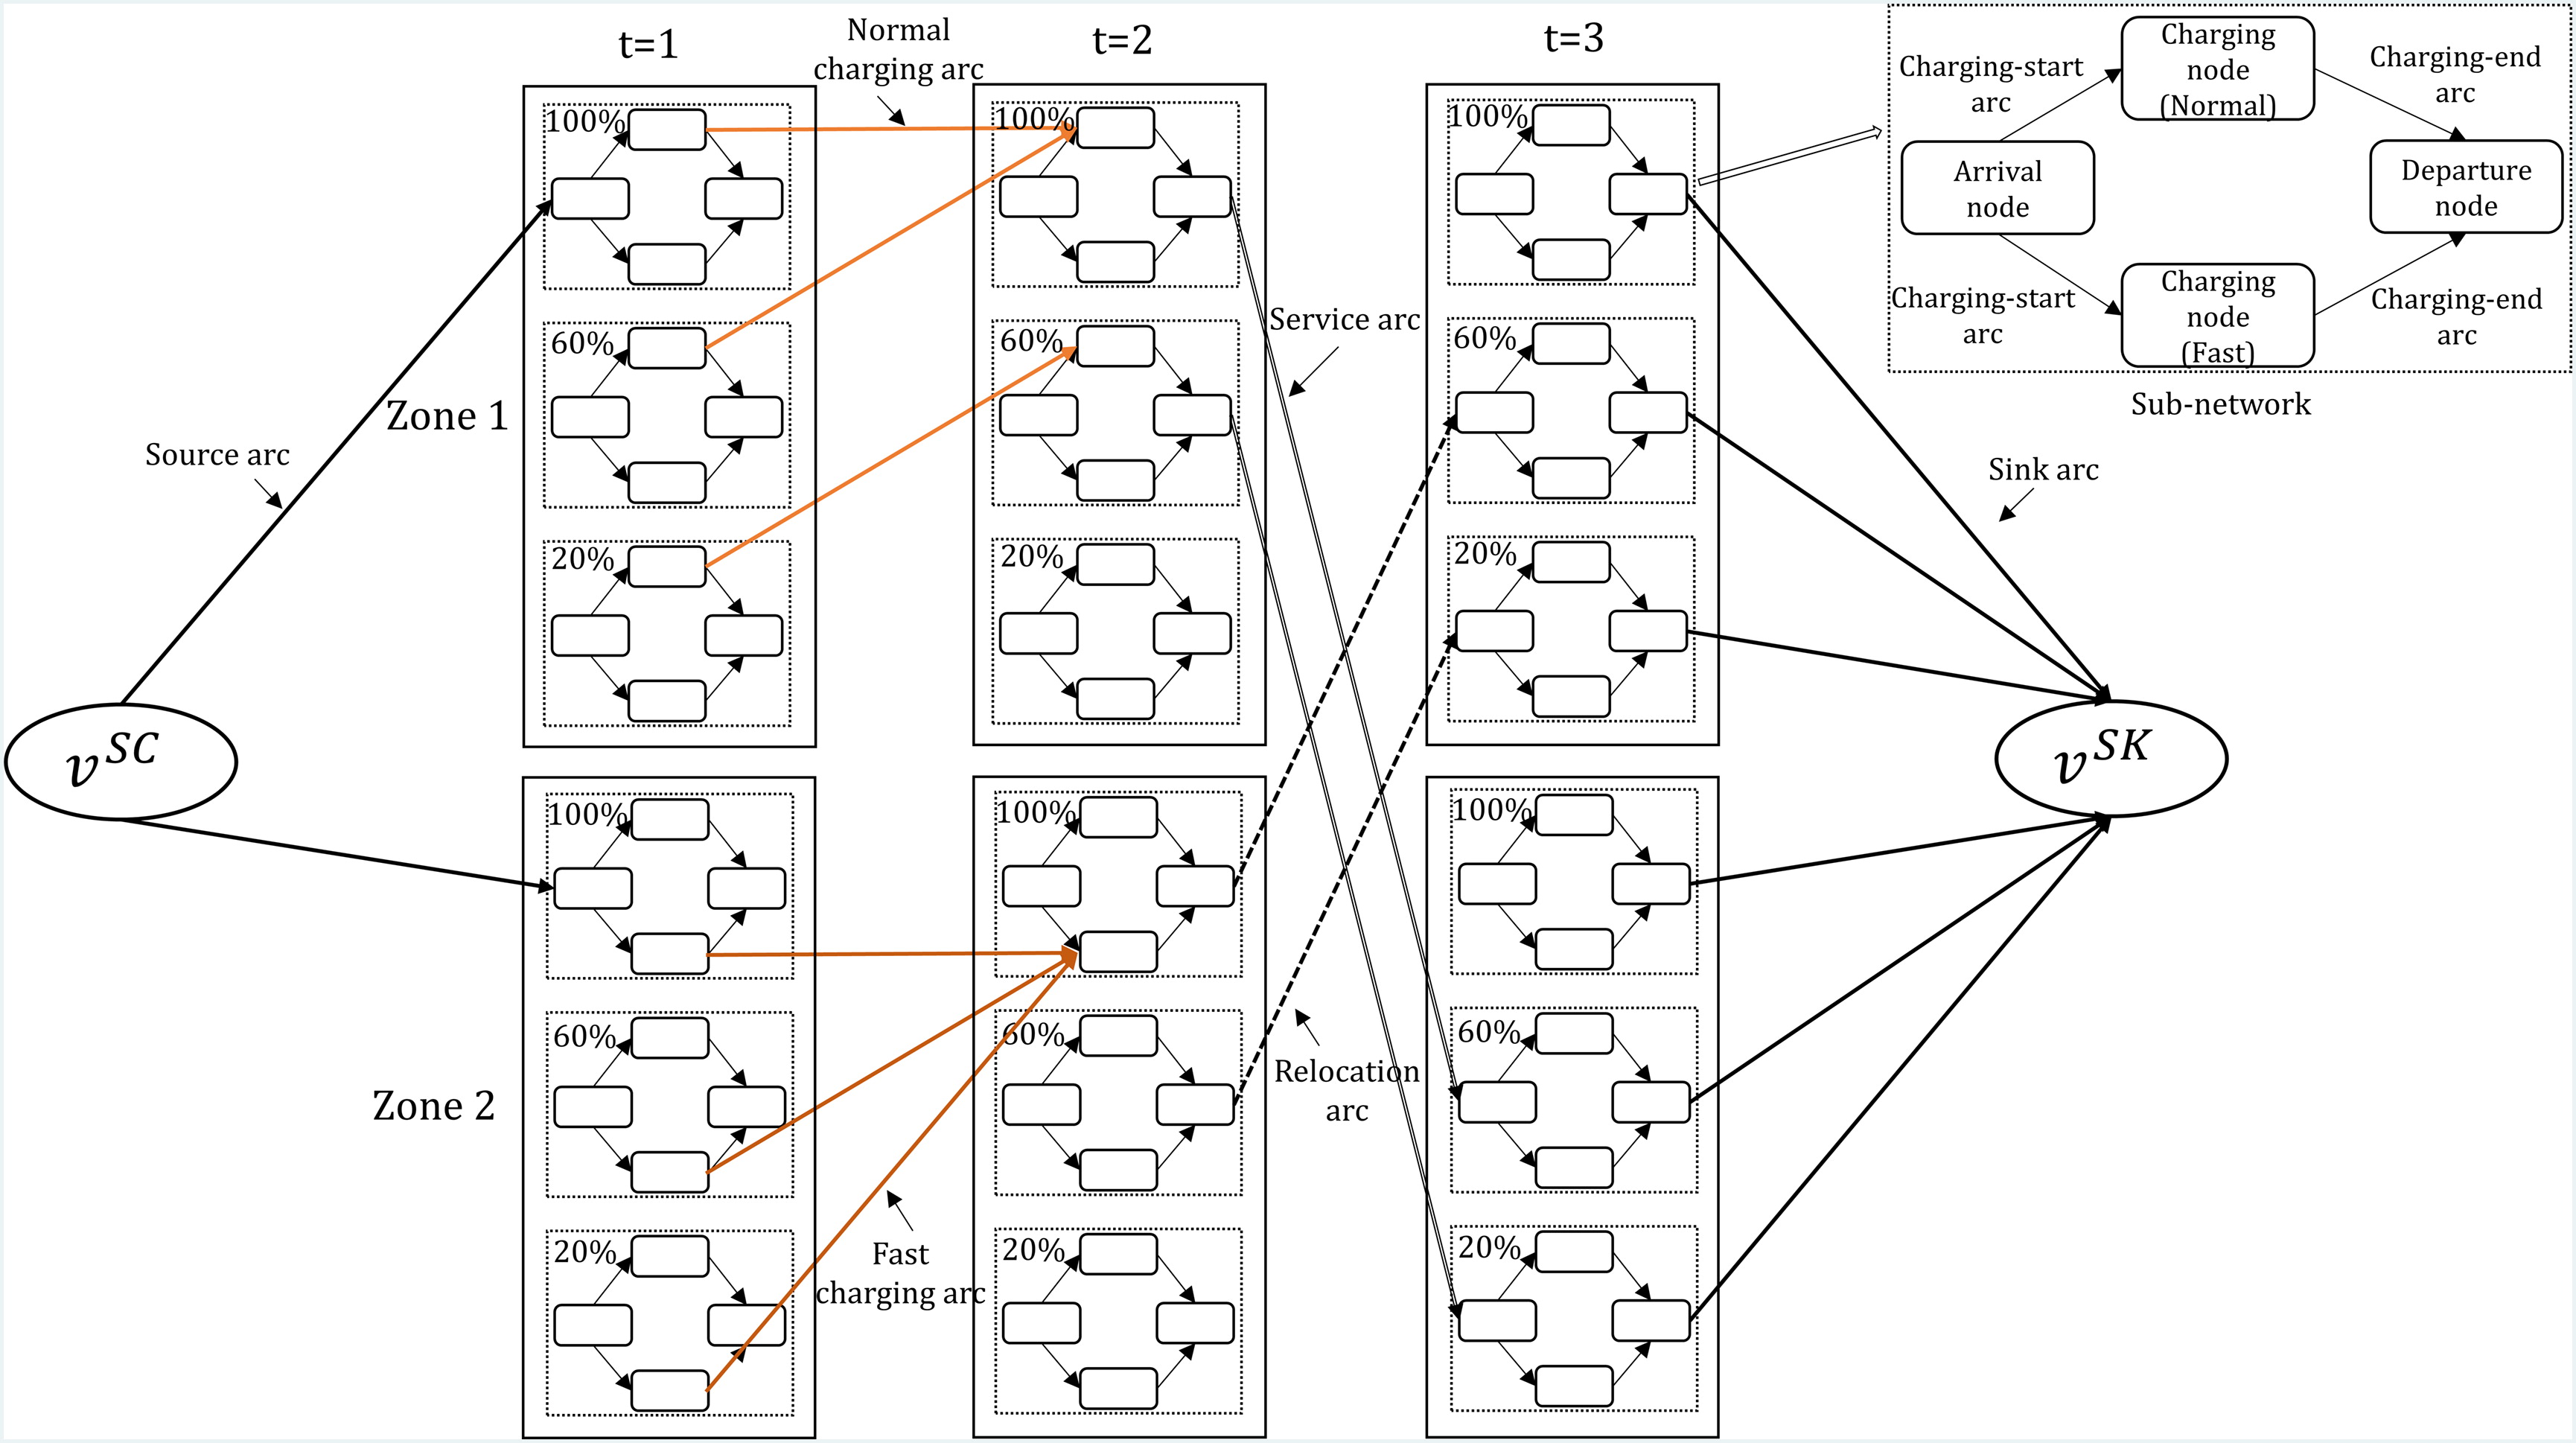 t=1
Normal
charging arc
t=2
t=3
Charging-start
arc
Charging
node
(Normal)
Charging-end
arc
Arrival
node
Departure
node
Charging-start
arc
Charging
node
(Fast)
Charging-end
arc
Sub-network
100%
100%
100%
Service arc
60%
60%
60%
Zone 1
Source arc
Sink arc
20%
20%
20%
v^SC
v^SK
100%
100%
100%
60%
60%
60%
Zone 2
Relocation
arc
20%
20%
20%
Fast
charging arc